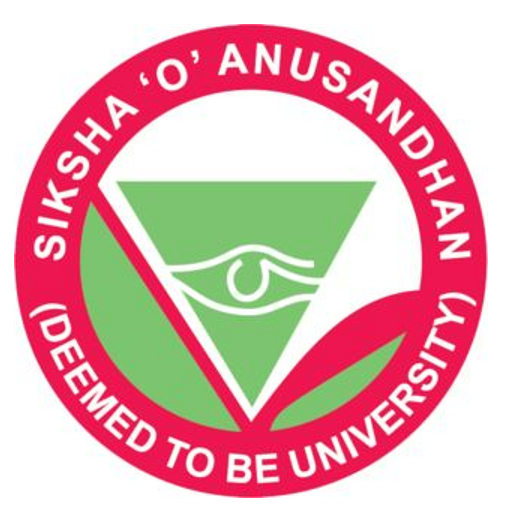 SIKSHA ‘O’ ANUSANDHAN
(DEEMED TO BE UNIVERSITY)